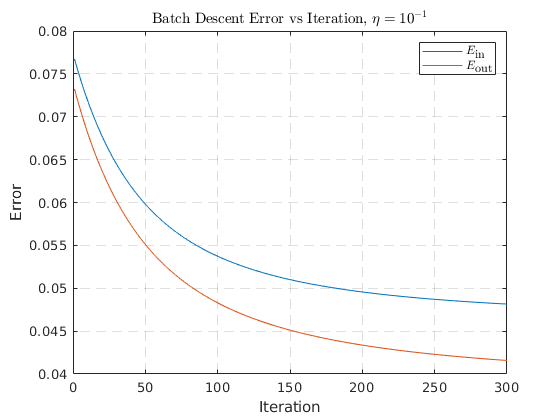 Batch Descent Error vs Iteration, η = 10⁻¹
E_in
E_out
0.08
0.075
0.07
0.065
0.06
0.055
0.05
0.045
0.04
Error
0 50 100 150 200 250 300
Iteration